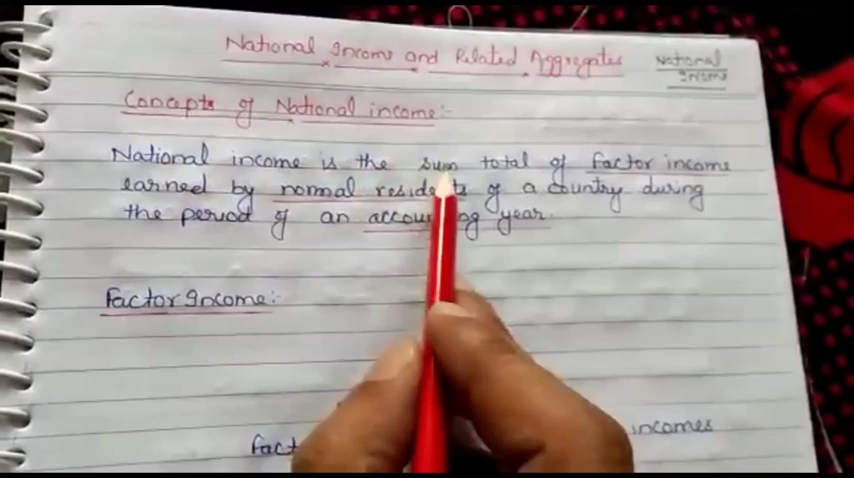 National Income and Related Aggregates
National
Income
Concepts of National income:-
National income is the sum total of factor income
earned by normal residents of a country during
the period of an accounting year.
Factor Income:-
incomes